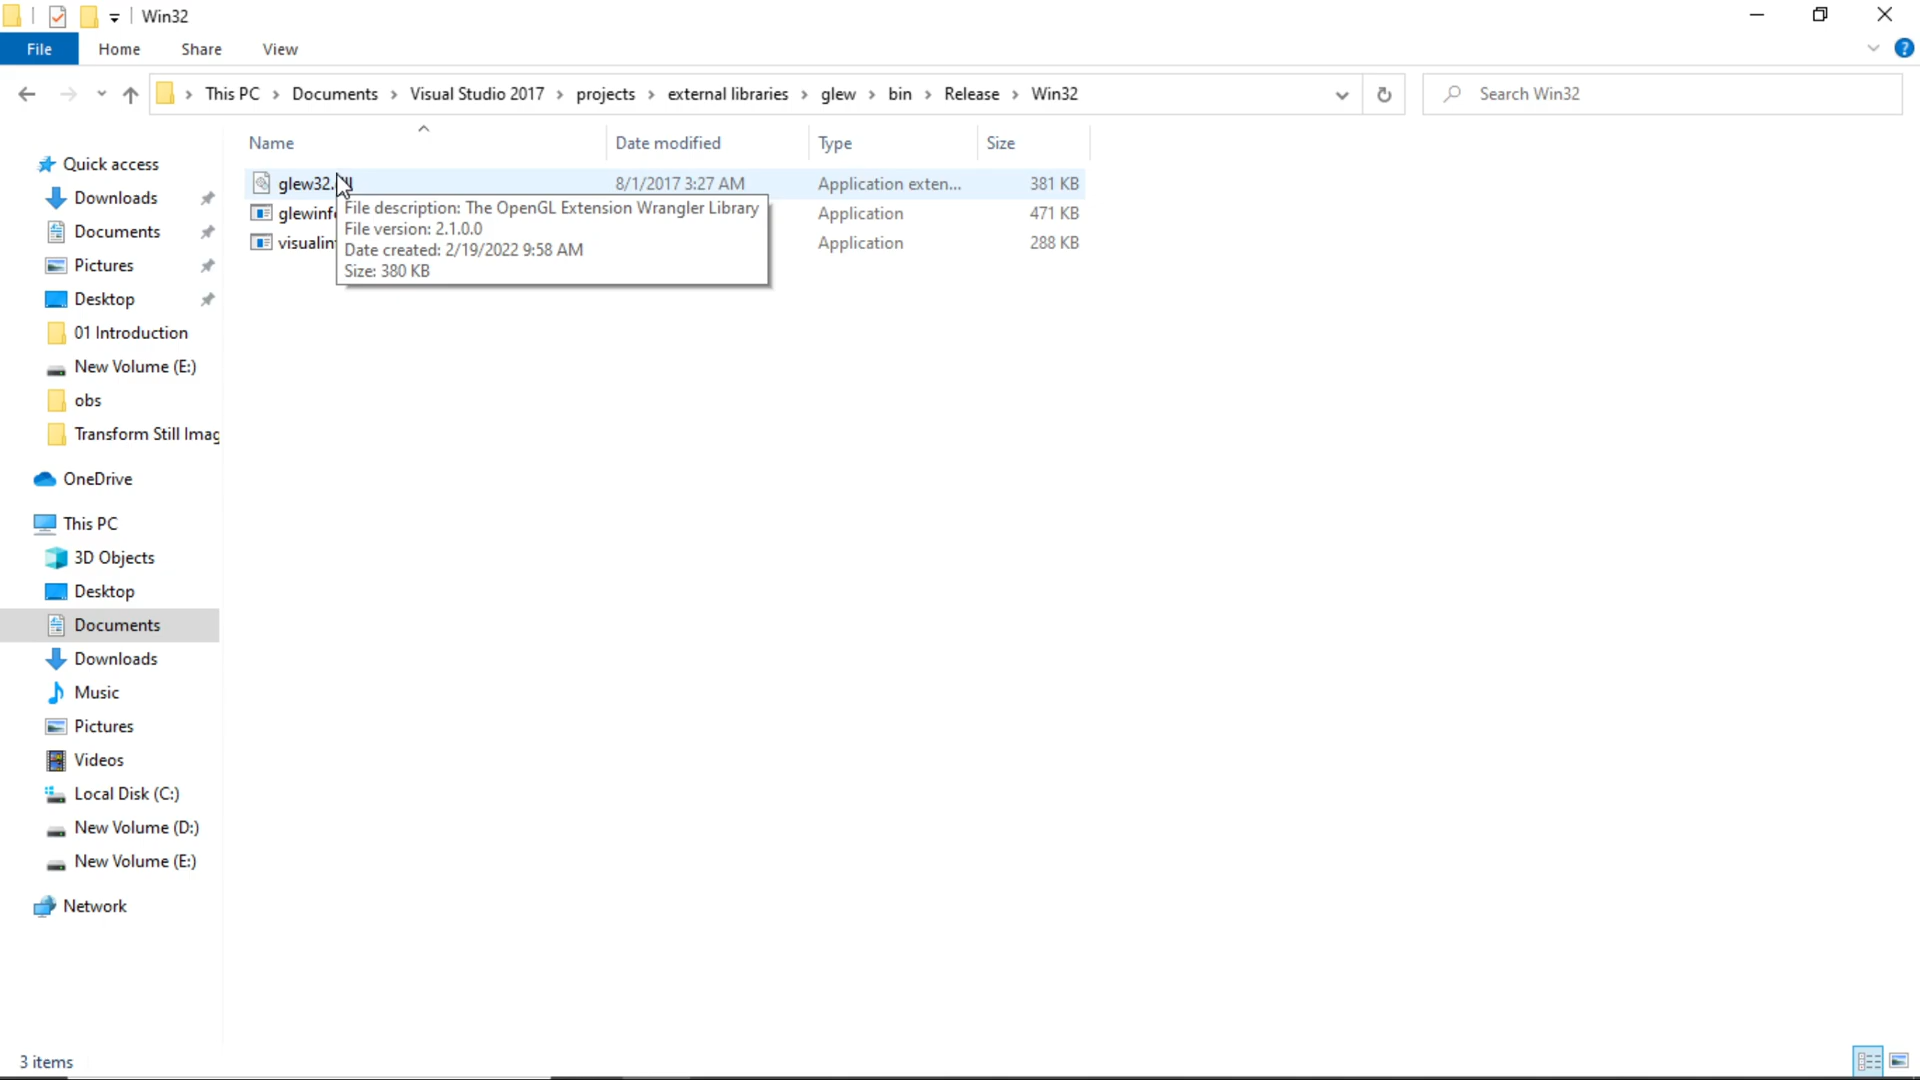 Win32
File Home Share View
This PC Documents Visual Studio 2017 projects external libraries glew bin Release Win32
Search Win32
Name Date modified Type Size
Quick access
Downloads
Documents
Pictures
Desktop
01 Introduction
New Volume (E:)
obs
Transform Still Imag
OneDrive
This PC
3D Objects
Desktop
Documents
Downloads
Music
Pictures
Videos
Local Disk (C:)
New Volume (D:)
New Volume (E:)
Network
glew32.dll 8/1/2017 3:27 AM Application exten... 381 KB
glewinf Application 471 KB
visualin Application 288 KB
File description: The OpenGL Extension Wrangler Library
File version: 2.1.0.0
Date created: 2/19/2022 9:58 AM
Size: 380 KB
3 items